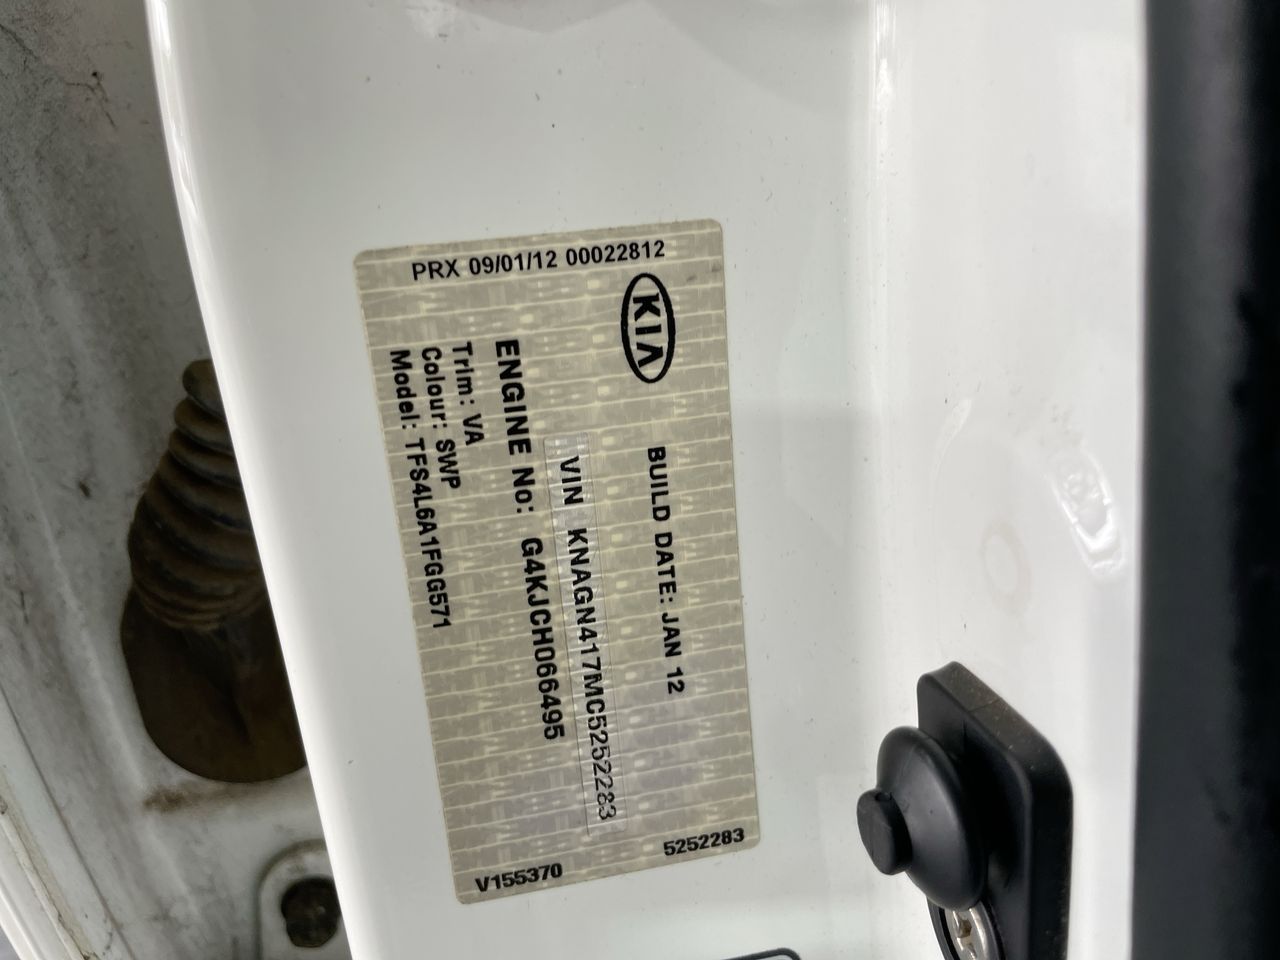 PRX 09/01/12 00022812
KIA
BUILD DATE: JAN 12
VIN KNAGN417MC5252283
ENGINE No: G4KJCH066495
Trim: VA
Colour: SWP
Model: TFS4L6A1FGG571
V155370
5252283